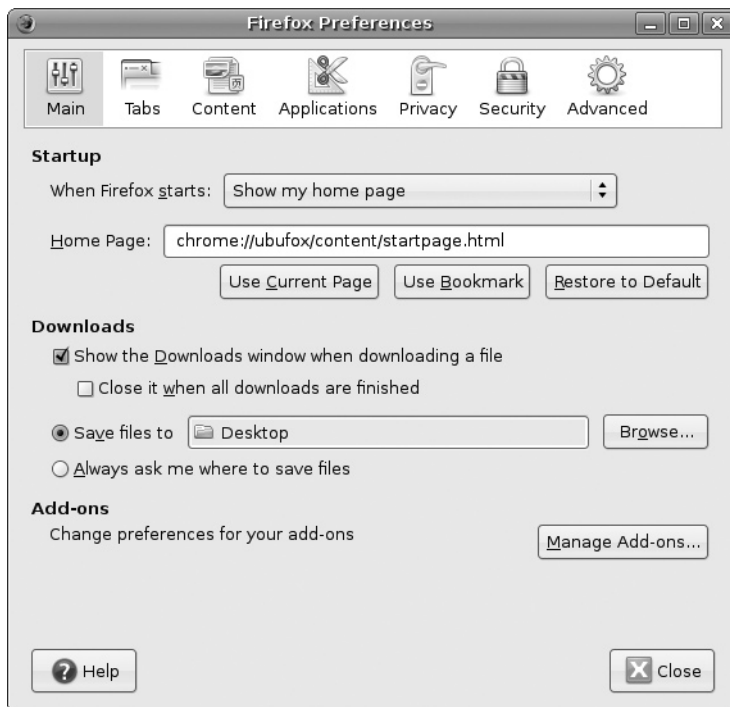 Firefox Preferences
Main Tabs Content Applications Privacy Security Advanced
Startup
When Firefox starts: Show my home page
Home Page: chrome://ubufox/content/startpage.html
Use Current Page Use Bookmark Restore to Default
Downloads
Show the Downloads window when downloading a file
Close it when all downloads are finished
Save files to Desktop Browse...
Always ask me where to save files
Add-ons
Change preferences for your add-ons
Manage Add-ons...
Help Close